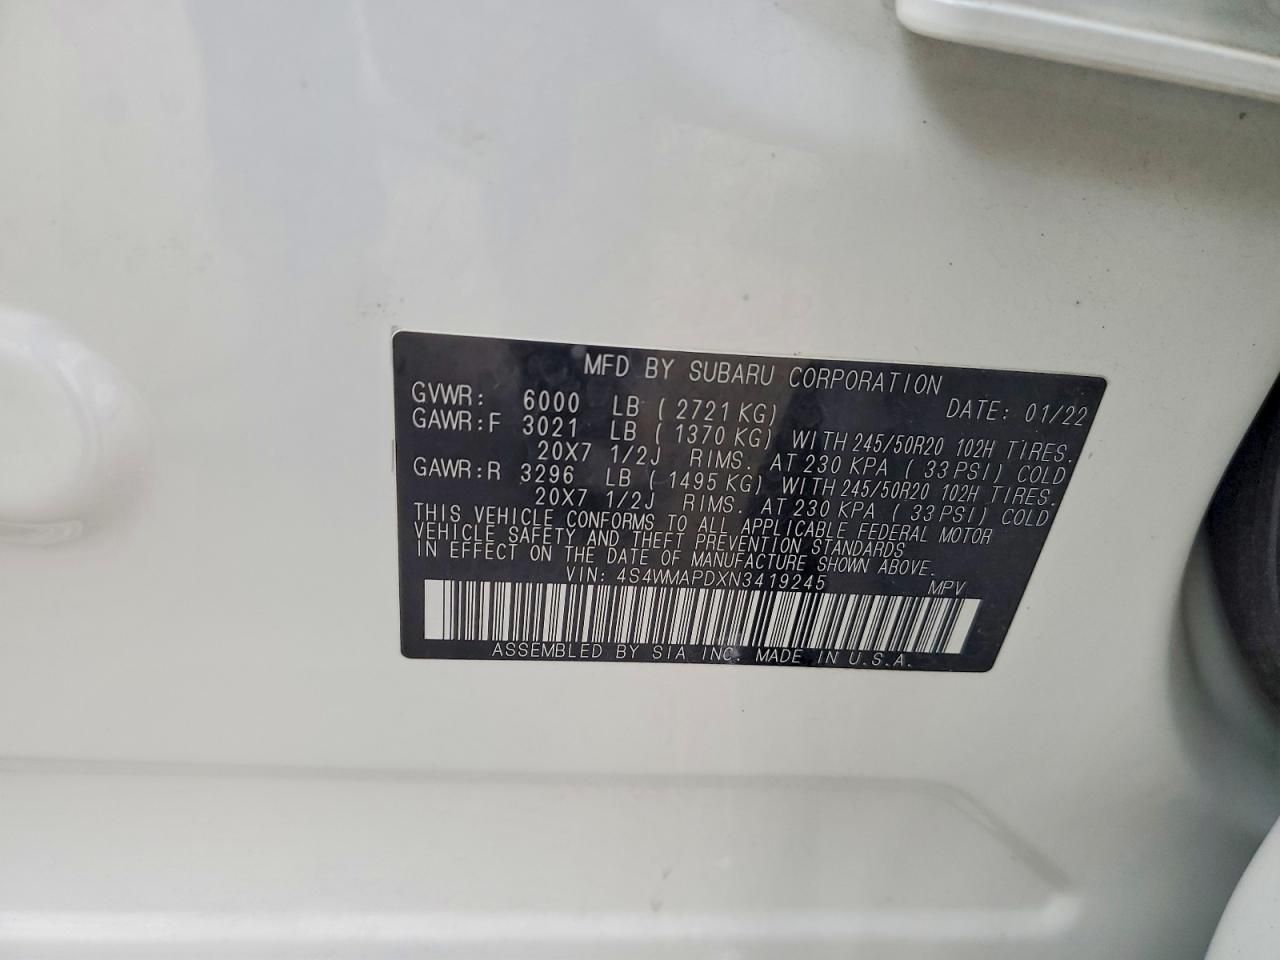 MFD BY SUBARU CORPORATION
GVWR: 6000 LB ( 2721 KG) DATE: 01/22
GAWR:F 3021 LB ( 1370 KG) WITH 245/50R20 102H TIRES.
20X7 1/2J RIMS. AT 230 KPA ( 33 PSI) COLD
GAWR:R 3296 LB ( 1495 KG) WITH 245/50R20 102H TIRES.
20X7 1/2J RIMS. AT 230 KPA ( 33 PSI) COLD
THIS VEHICLE CONFORMS TO ALL APPLICABLE FEDERAL MOTOR
VEHICLE SAFETY AND THEFT PREVENTION STANDARDS
IN EFFECT ON THE DATE OF MANUFACTURE SHOWN ABOVE.
VIN: 4S4WMAPDXN3419245 MPV
ASSEMBLED BY SIA INC. MADE IN U.S.A.